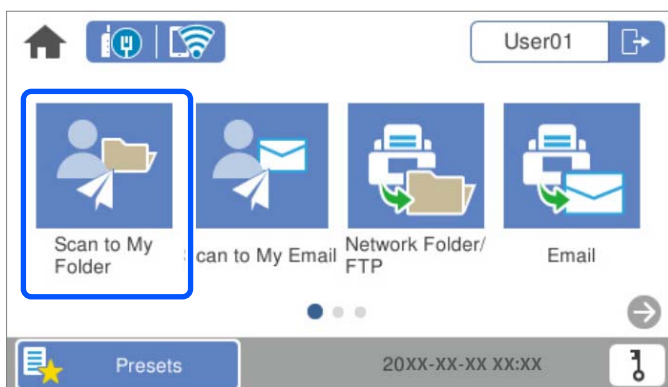 User01
Scan to My
Folder
can to My Email
Network Folder/
FTP
Email
Presets
20XX-XX-XX XX:XX